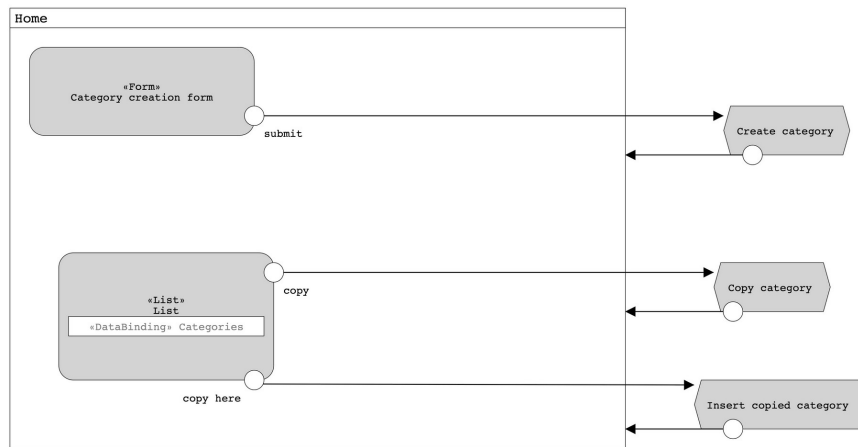 Home
«Form»
Category creation form
submit
Create category
copy
Copy category
«List»
List
«DataBinding» Categories
copy here
Insert copied category